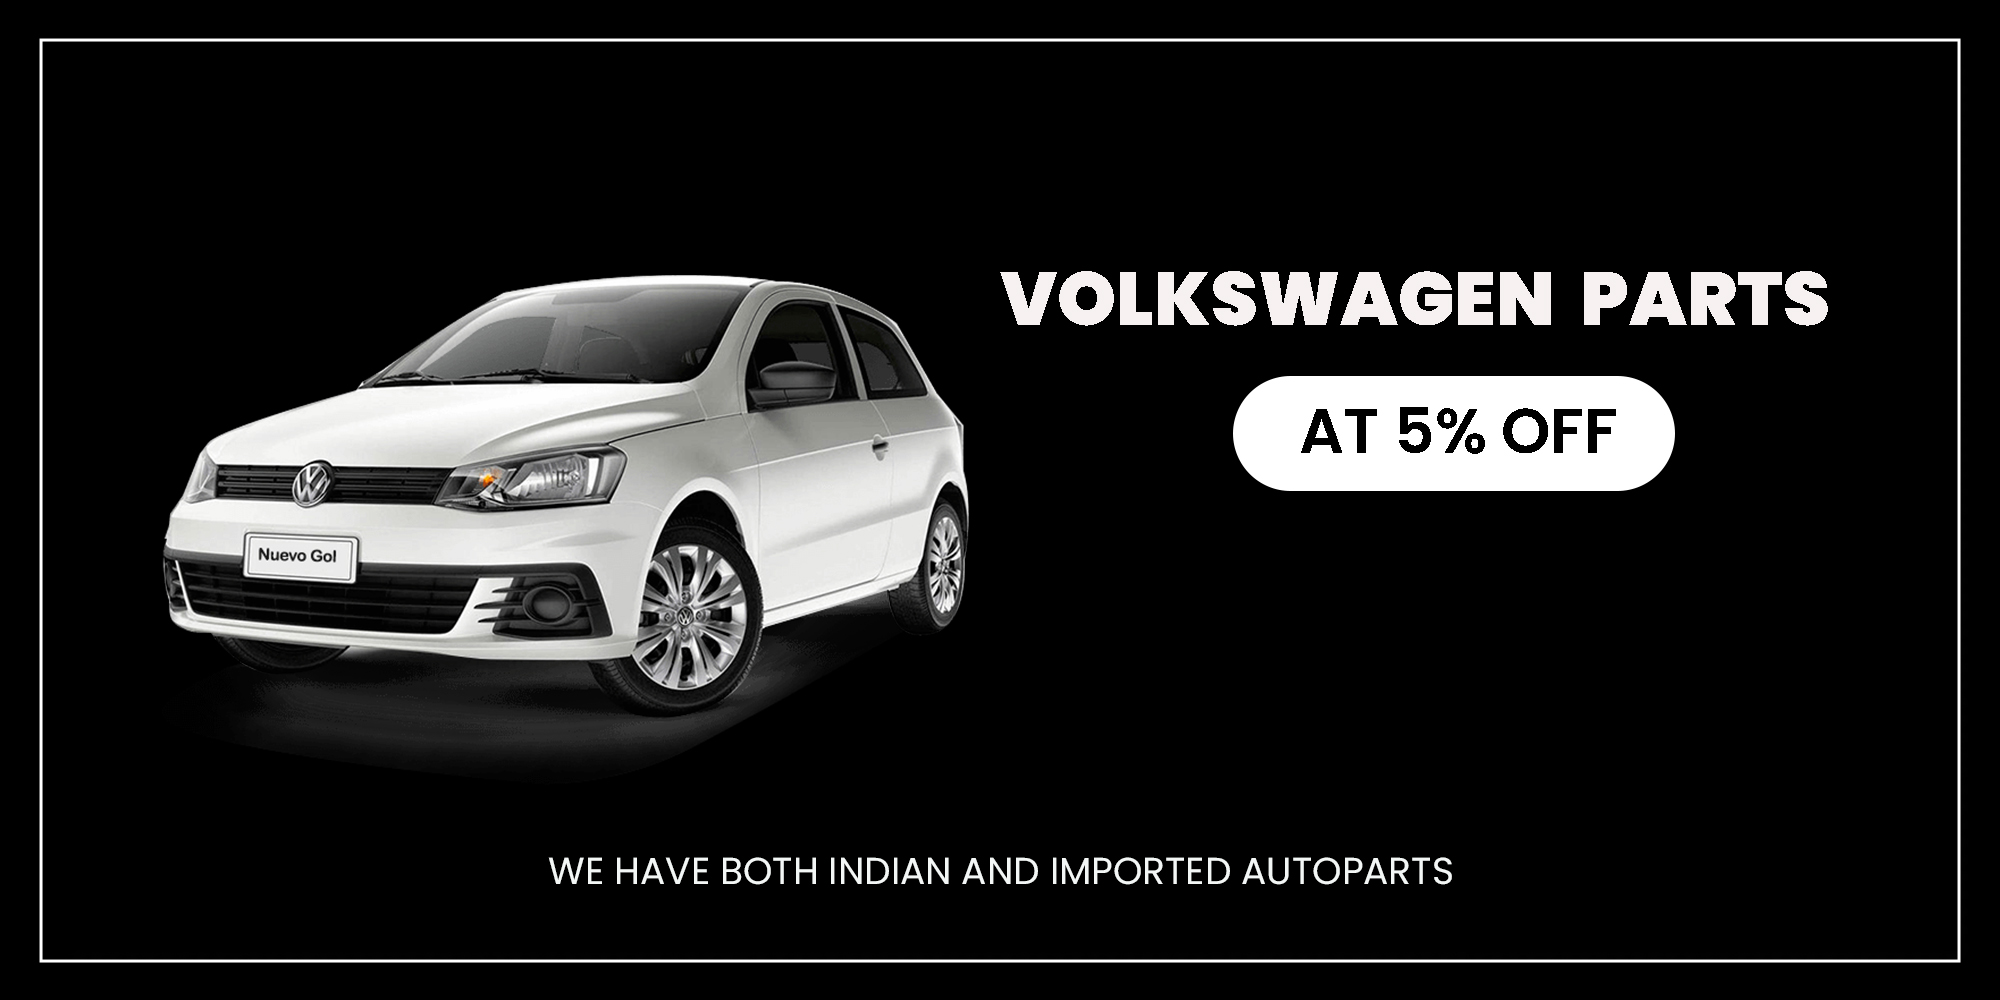 VOLKSWAGEN PARTS
AT 5% OFF
Nuevo Gol
WE HAVE BOTH INDIAN AND IMPORTED AUTOPARTS